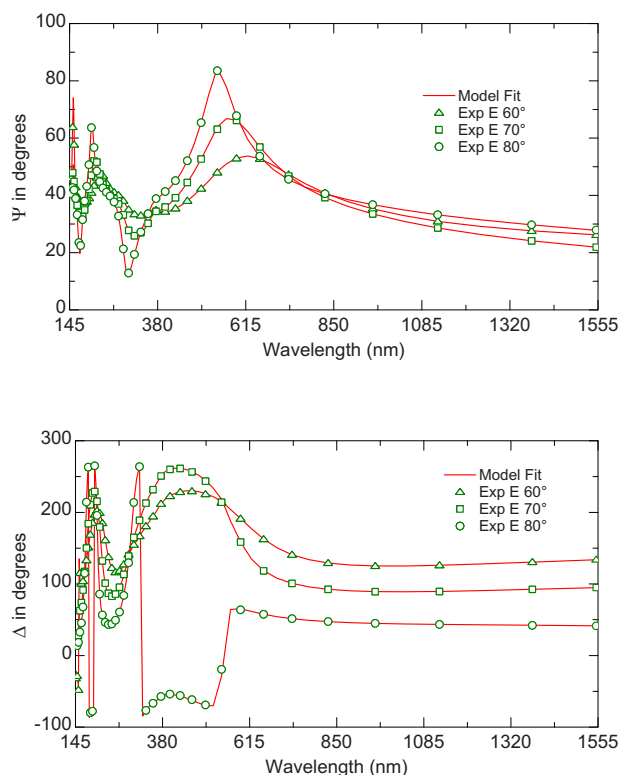 100
80
60
40
20
0
Ψ in degrees
Model Fit
Exp E 60°
Exp E 70°
Exp E 80°
145 380 615 850 1085 1320 1555
Wavelength (nm)
300
200
100
0
-100
Δ in degrees
Model Fit
Exp E 60°
Exp E 70°
Exp E 80°
145 380 615 850 1085 1320 1555
Wavelength (nm)